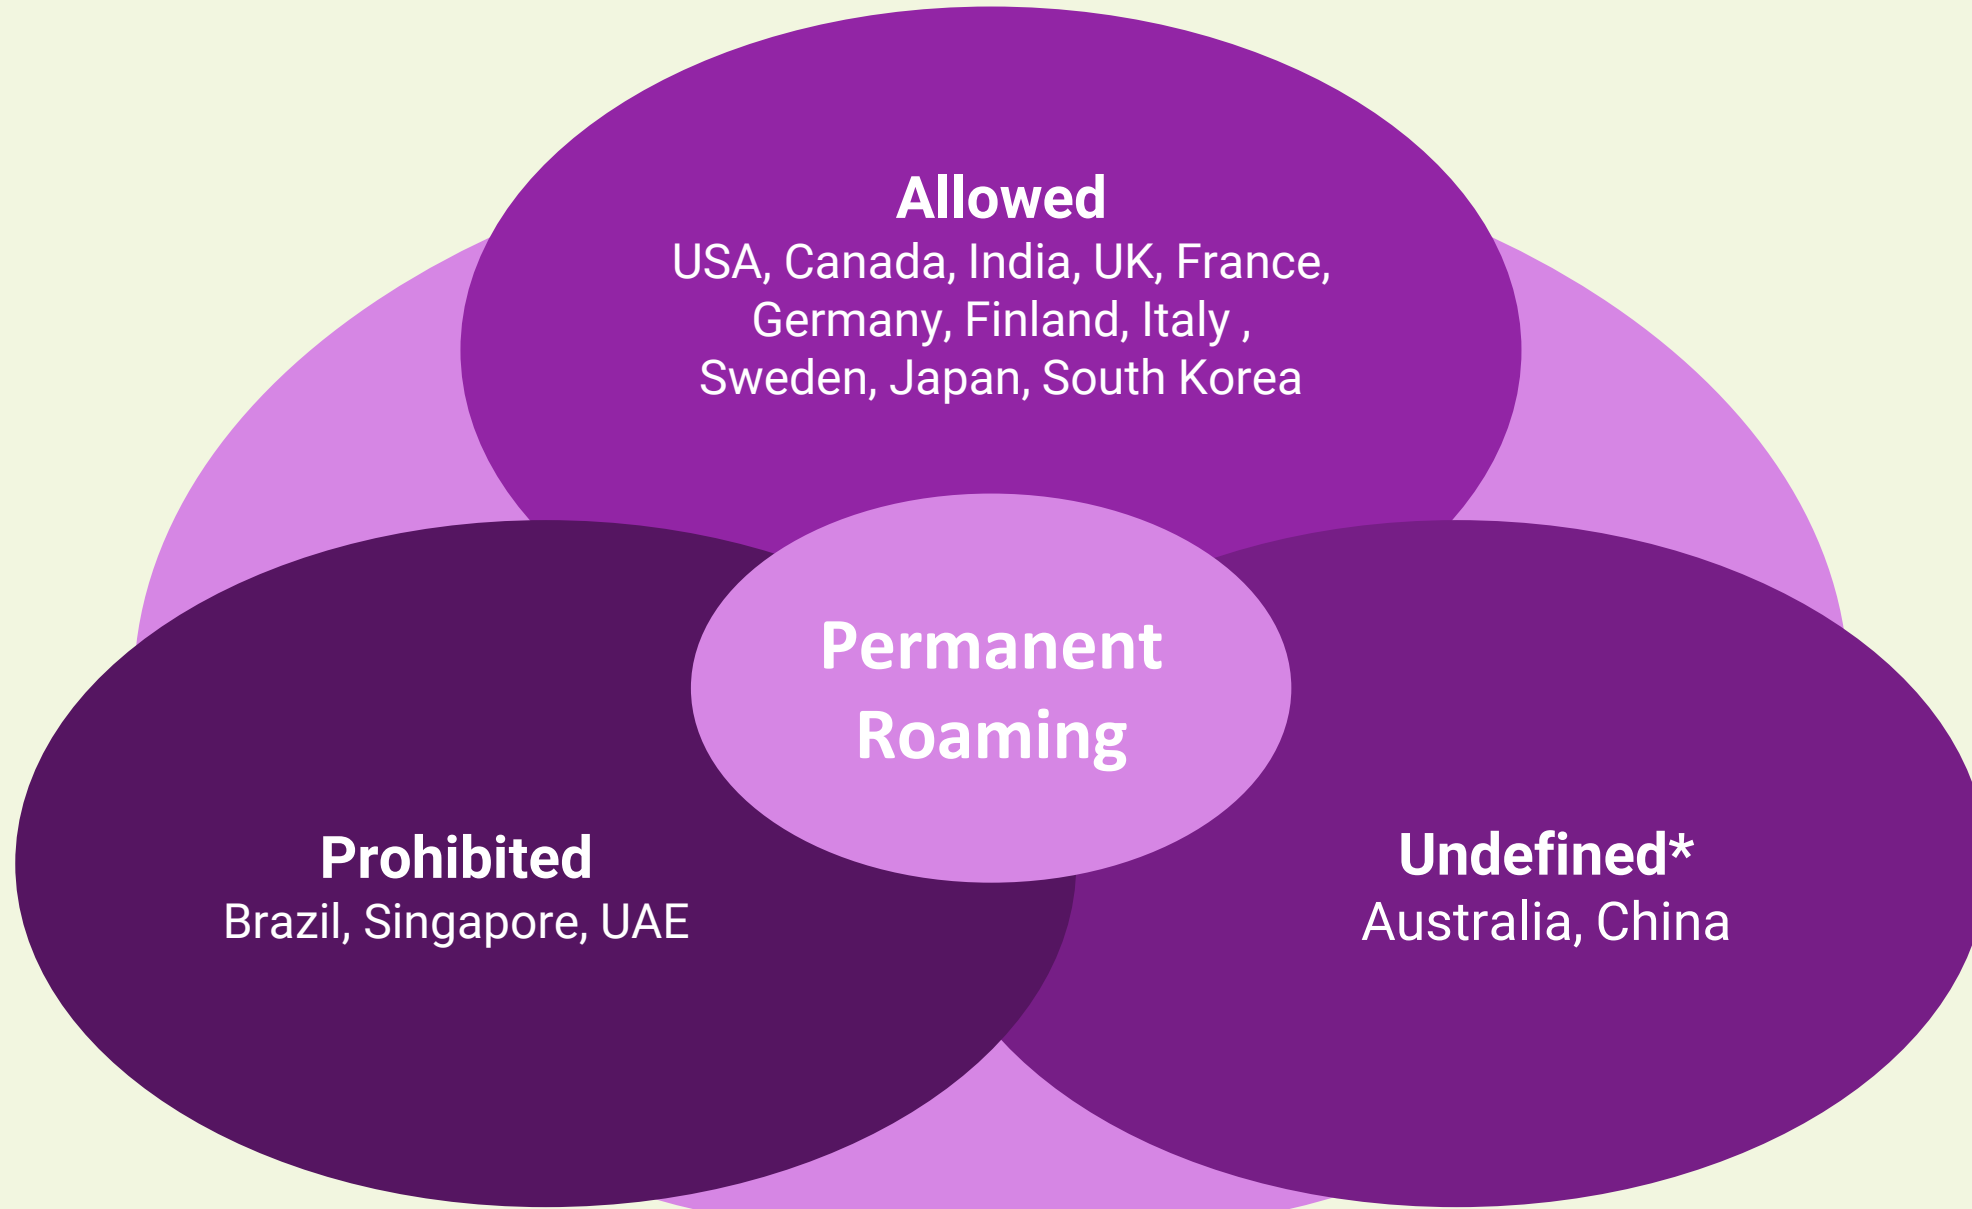 Allowed
USA, Canada, India, UK, France,
Germany, Finland, Italy ,
Sweden, Japan, South Korea
Permanent
Roaming
Prohibited
Brazil, Singapore, UAE
Undefined*
Australia, China